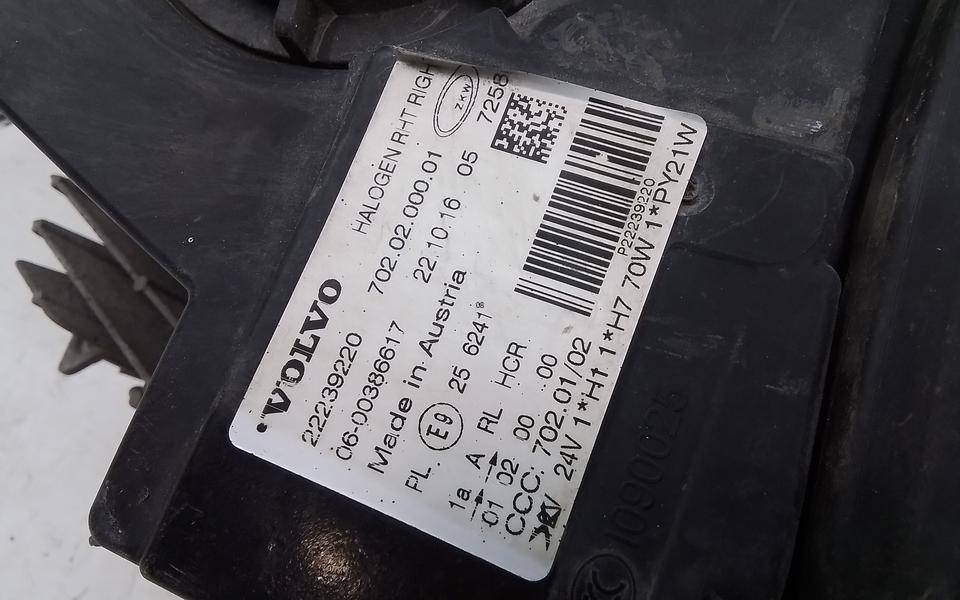 VOLVO
HALOGEN RHT RIGH
ZKW
22239220
702.02.000.01
7258
06-00386617
22.10.16 05
Made in Austria
PL. E9 25 6241
1a A RL HCR
01 02 00 00
CCC: 702.01/02
24V 1*H1 1*H7 70W 1*PY21W
P22239220